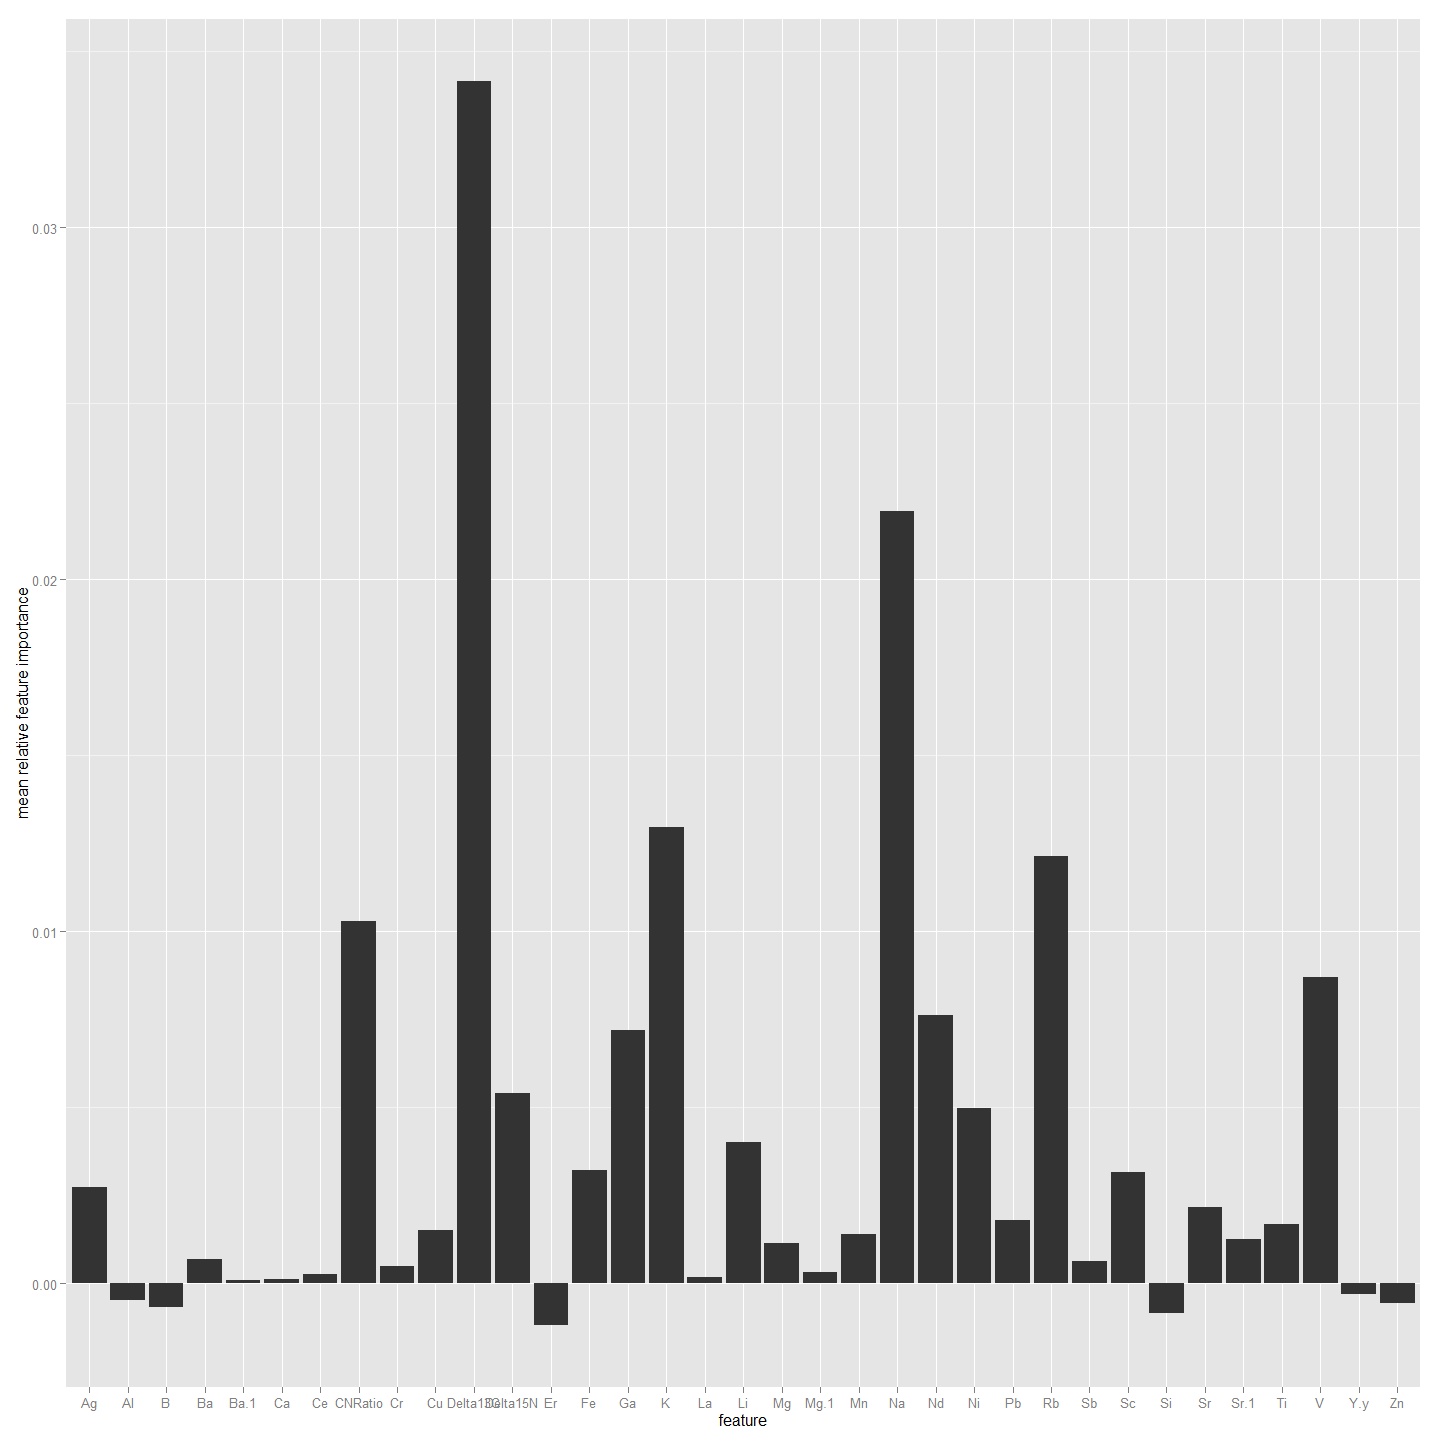 mean relative feature importance
0.03
0.02
0.01
0.00
Ag Al B Ba Ba.1 Ca Ce CNRatio Cr Cu Delta13C Delta15N Er Fe Ga K La Li Mg Mg.1 Mn Na Nd Ni Pb Rb Sb Sc Si Sr Sr.1 Ti V Y.y Zn
feature